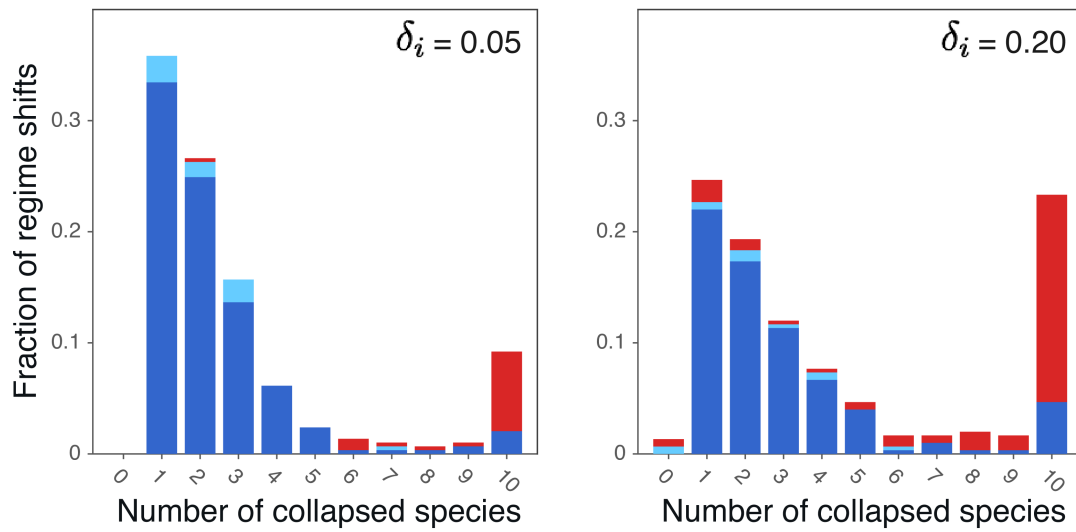 δi = 0.05
δi = 0.20
Fraction of regime shifts
0.3
0.2
0.1
0
0.3
0.2
0.1
0
0 1 2 3 4 5 6 7 8 9 10
0 1 2 3 4 5 6 7 8 9 10
Number of collapsed species
Number of collapsed species